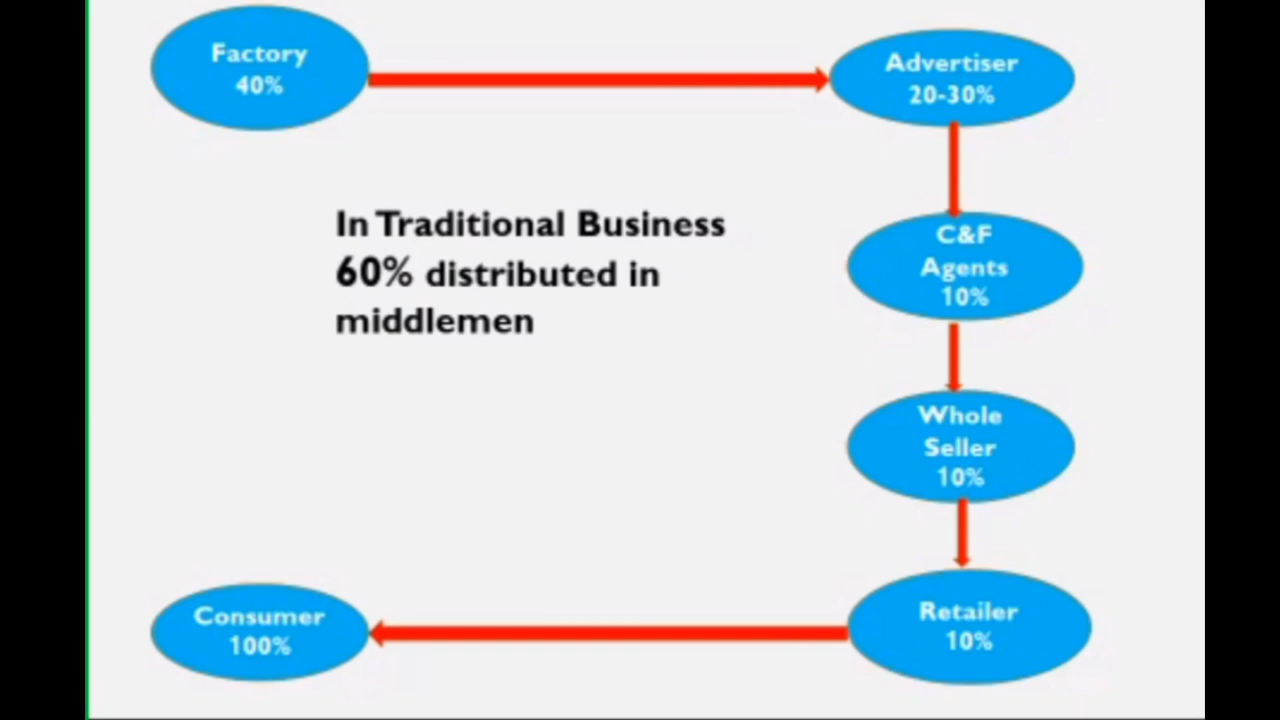 Factory
40%
Advertiser
20-30%
In Traditional Business
60% distributed in
middlemen
C&F
Agents
10%
Whole
Seller
10%
Consumer
100%
Retailer
10%